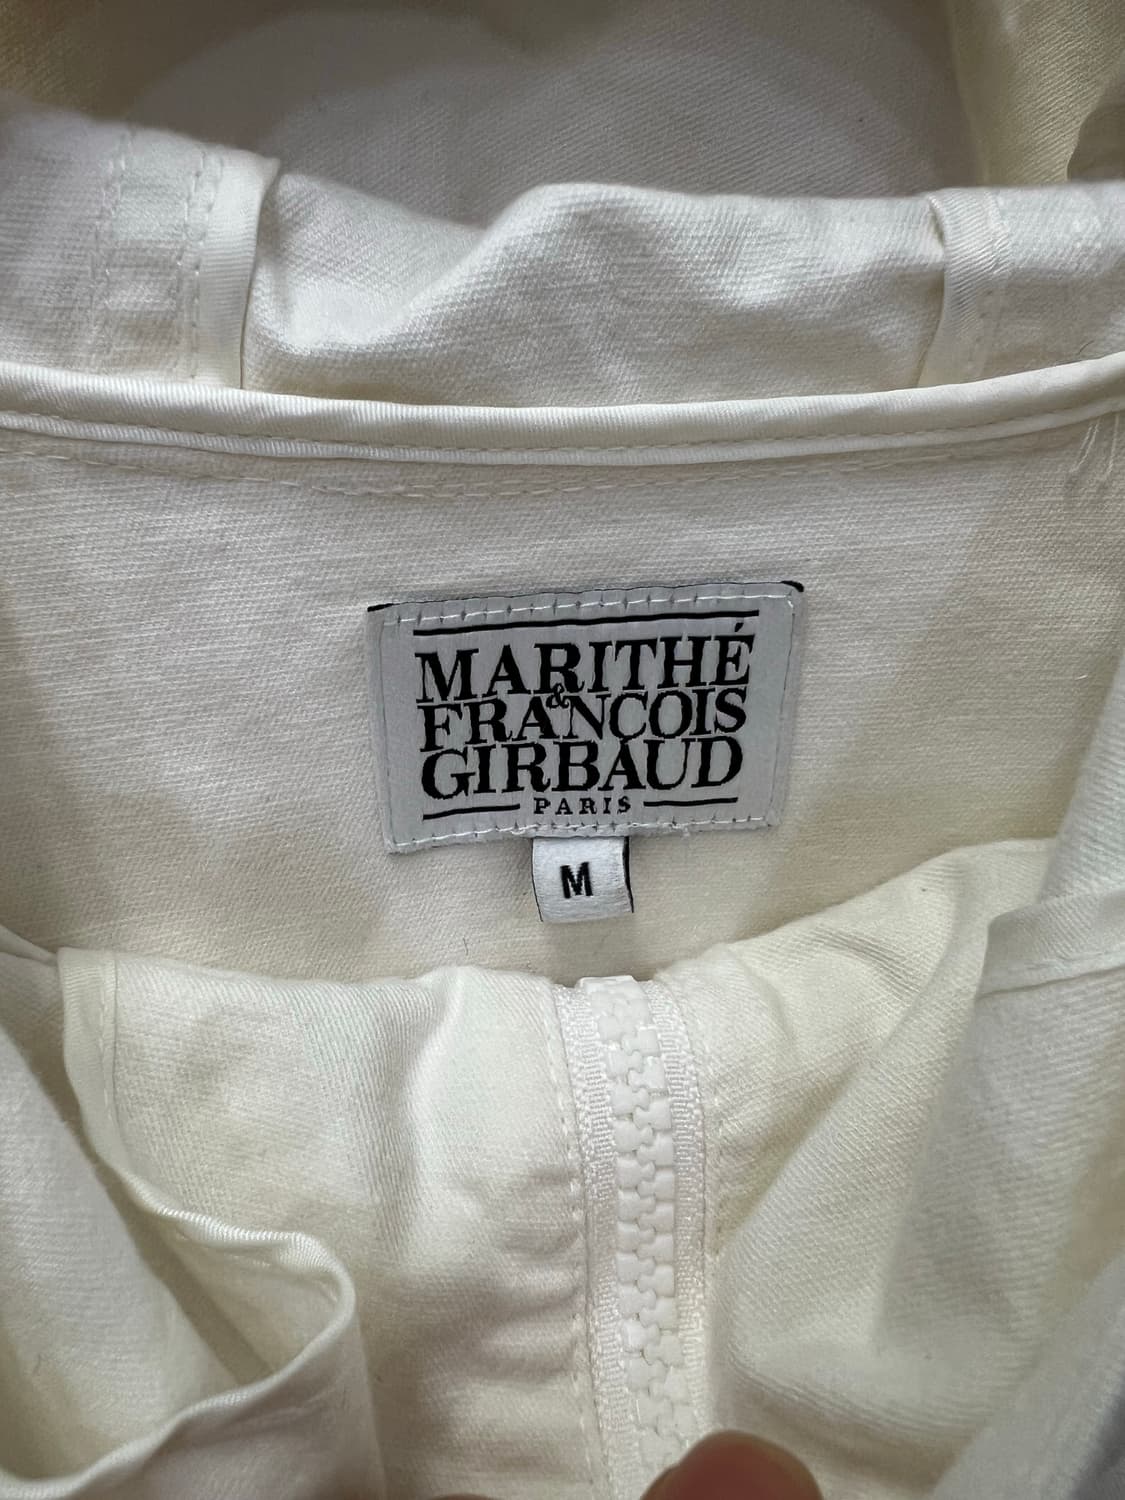 MARITHÉ
&
FRANCOIS
GIRBAUD
PARIS
M